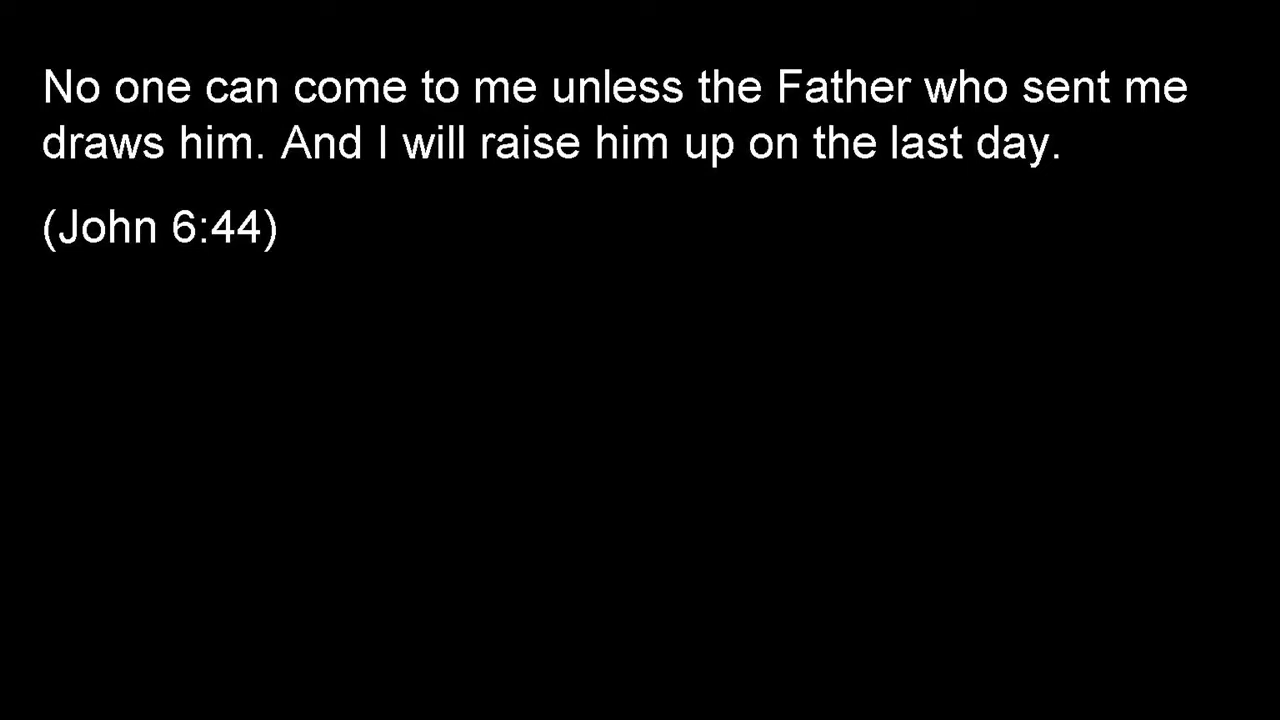 No one can come to me unless the Father who sent me
draws him. And I will raise him up on the last day.
(John 6:44)